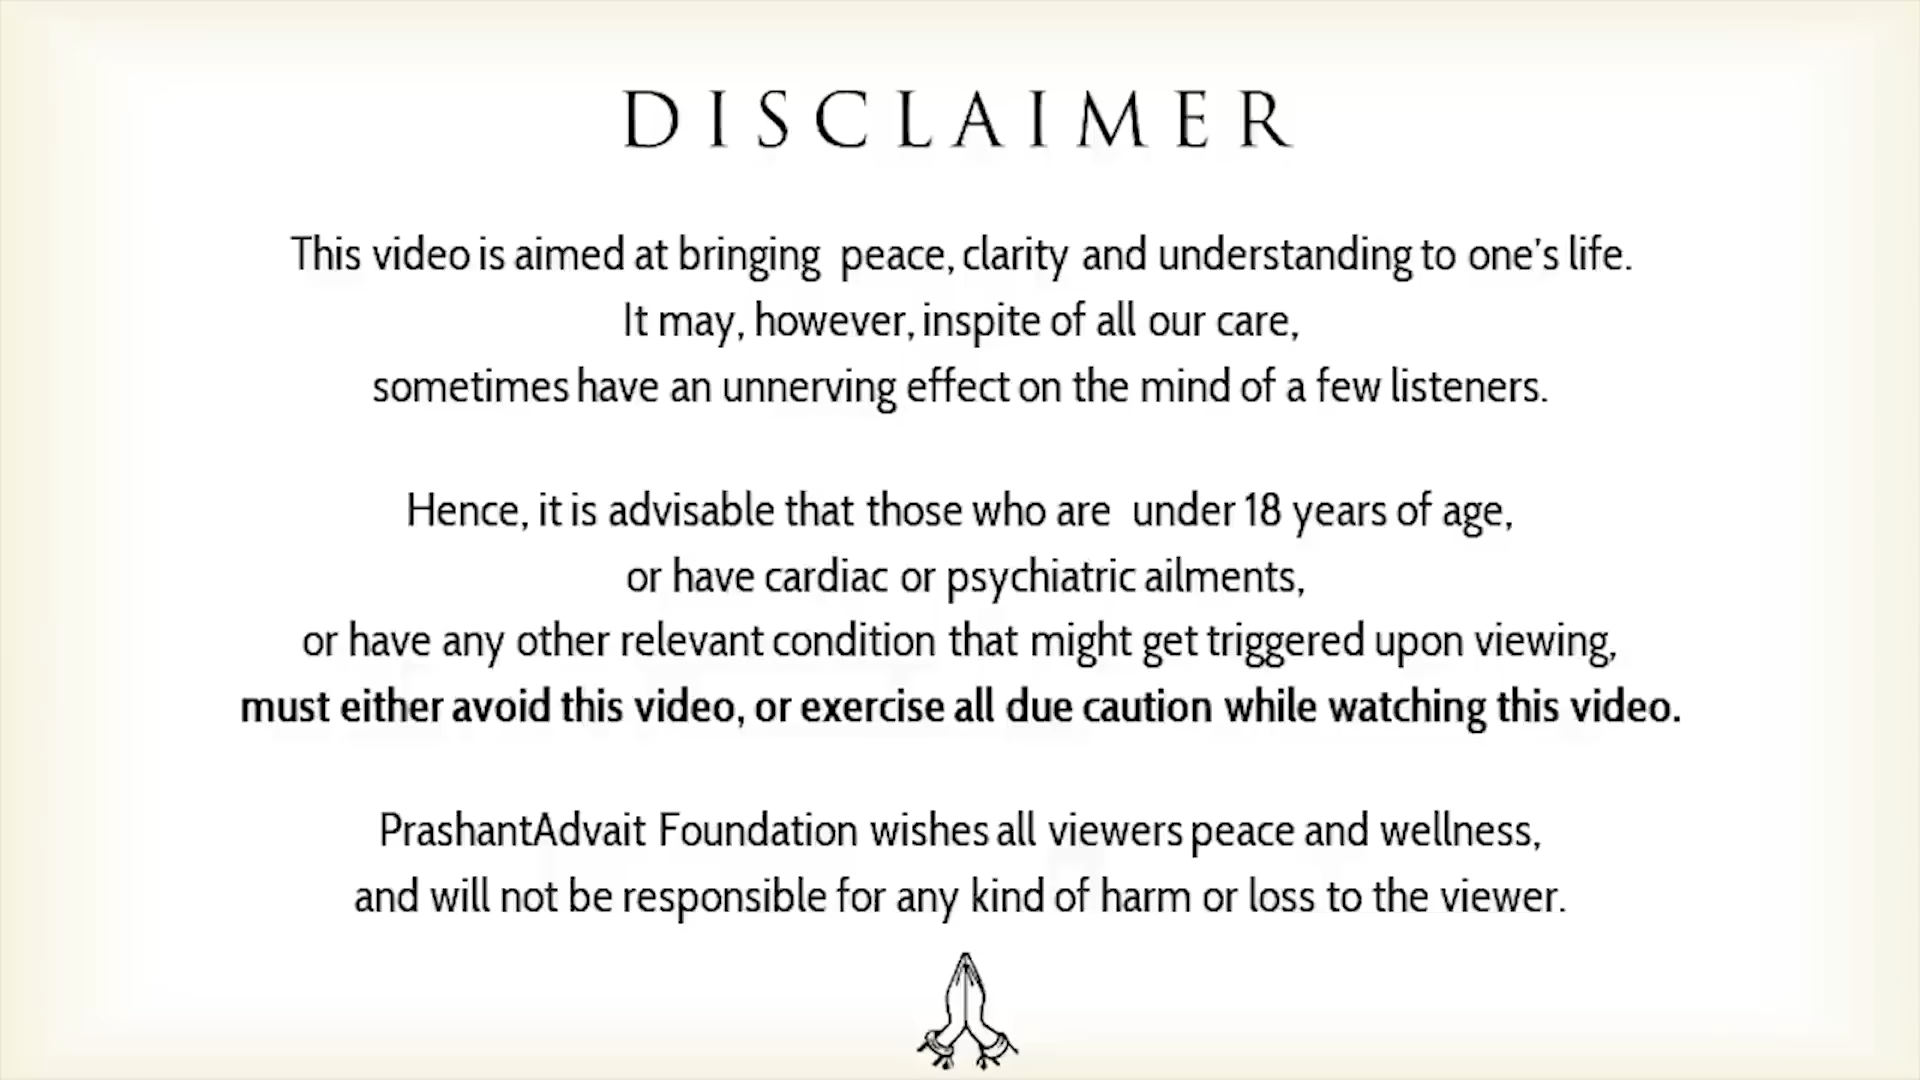 DISCLAIMER
This video is aimed at bringing peace, clarity and understanding to one's life.
It may, however, inspite of all our care,
sometimes have an unnerving effect on the mind of a few listeners.
Hence, it is advisable that those who are under 18 years of age,
or have cardiac or psychiatric ailments,
or have any other relevant condition that might get triggered upon viewing,
must either avoid this video, or exercise all due caution while watching this video.
PrashantAdvait Foundation wishes all viewers peace and wellness,
and will not be responsible for any kind of harm or loss to the viewer.